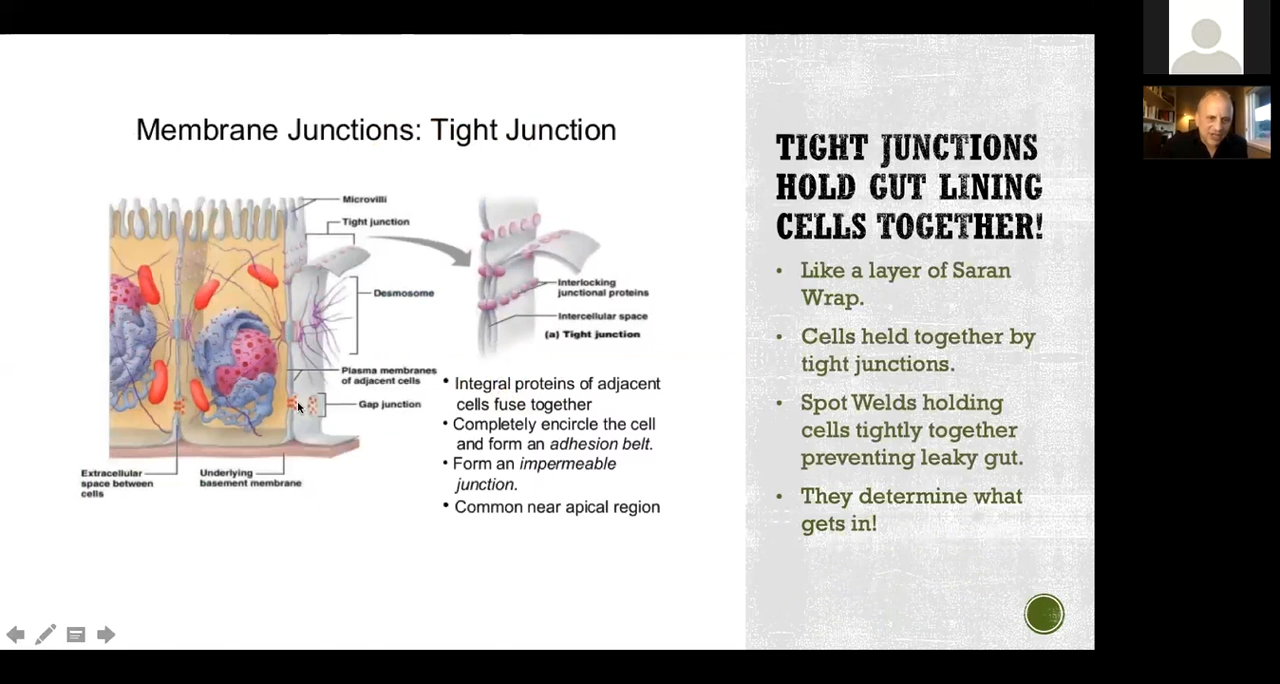 Membrane Junctions: Tight Junction
Microvilli
Tight junction
Desmosome
Plasma membranes
of adjacent cells
Gap junction
Extracellular
space between
cells
Underlying
basement membrane
Interlocking
junctional proteins
Intercellular space
(a) Tight junction
• Integral proteins of adjacent
cells fuse together
• Completely encircle the cell
and form an adhesion belt.
• Form an impermeable
junction.
• Common near apical region
TIGHT JUNCTIONS
HOLD GUT LINING
CELLS TOGETHER!
• Like a layer of Saran
Wrap.
• Cells held together by
tight junctions.
• Spot Welds holding
cells tightly together
preventing leaky gut.
• They determine what
gets in!